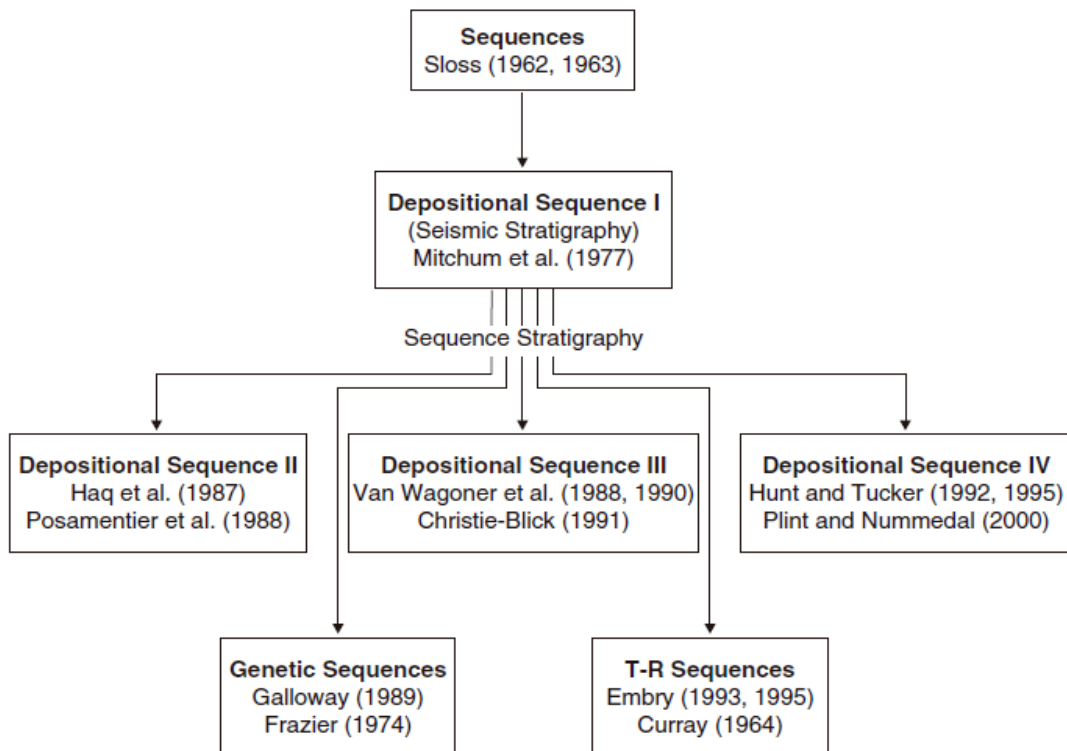 Sequences
Sloss (1962, 1963)
Depositional Sequence I
(Seismic Stratigraphy)
Mitchum et al. (1977)
Sequence Stratigraphy
Depositional Sequence II
Haq et al. (1987)
Posamentier et al. (1988)
Depositional Sequence III
Van Wagoner et al. (1988, 1990)
Christie-Blick (1991)
Depositional Sequence IV
Hunt and Tucker (1992, 1995)
Plint and Nummedal (2000)
Genetic Sequences
Galloway (1989)
Frazier (1974)
T-R Sequences
Embry (1993, 1995)
Curray (1964)